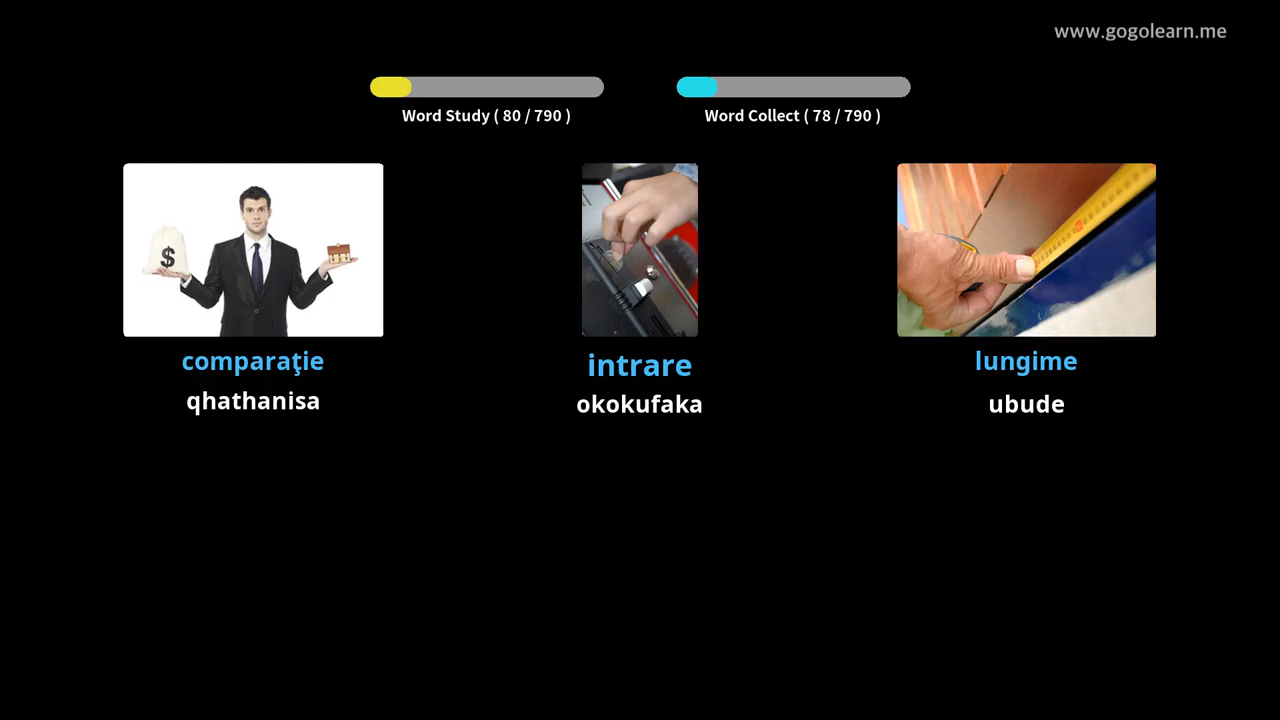 www.gogolearn.me
Word Study ( 80 / 790 )
Word Collect ( 78 / 790 )
$
comparaţie
intrare
lungime
qhathanisa
okokufaka
ubude